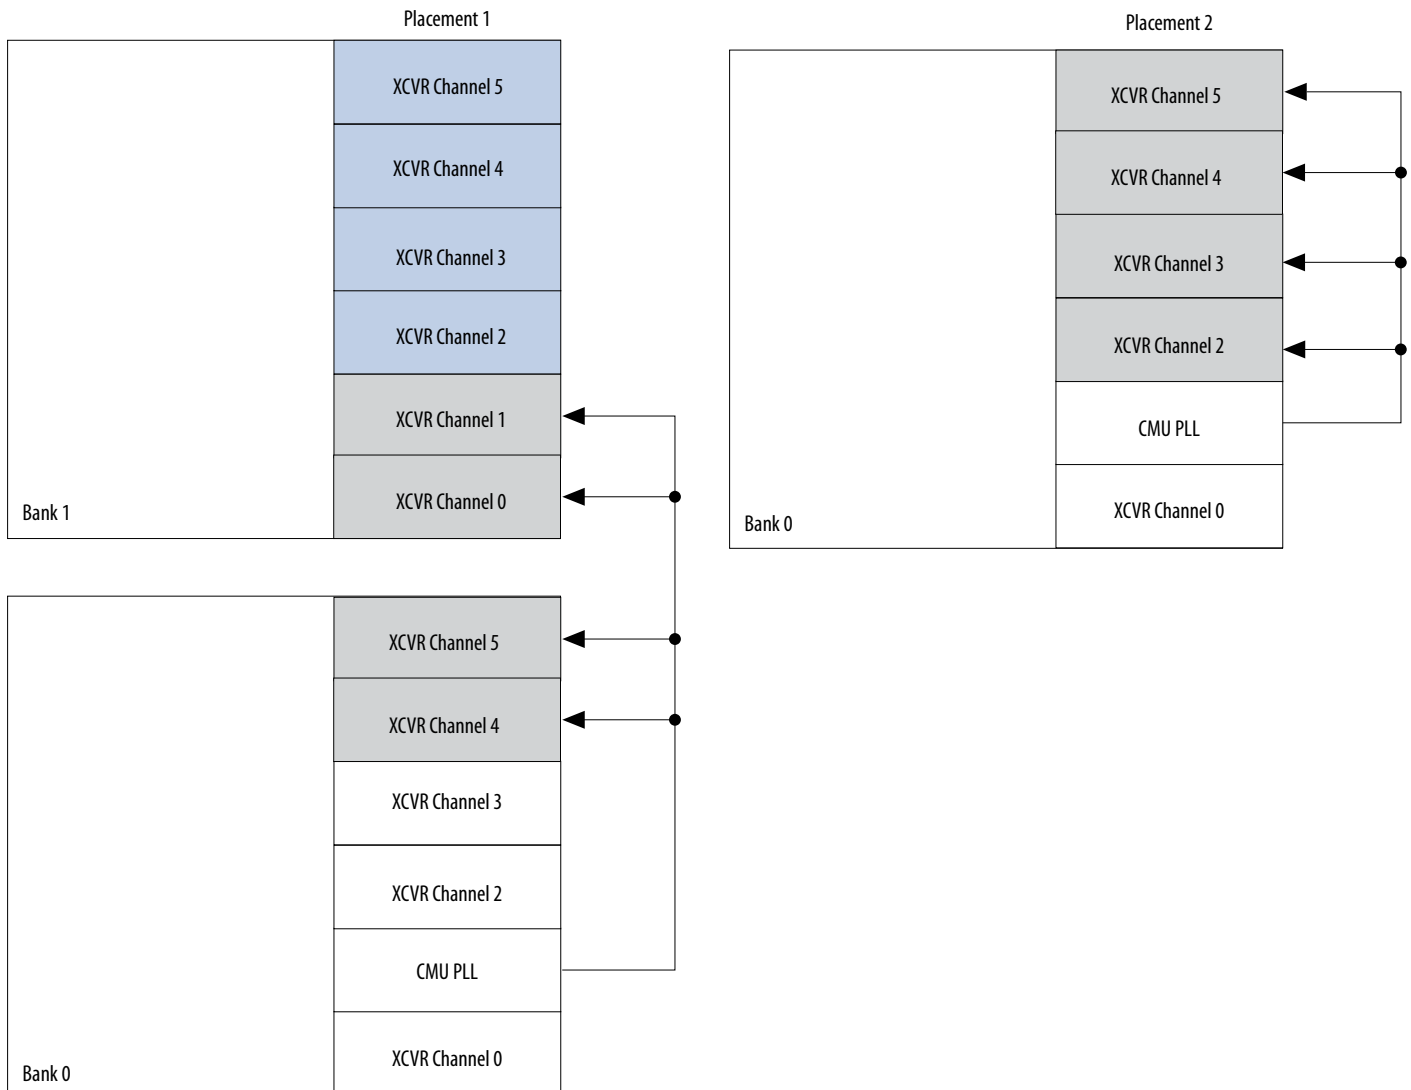 Placement 1
XCVR Channel 5
XCVR Channel 4
XCVR Channel 3
XCVR Channel 2
XCVR Channel 1
XCVR Channel 0
Bank 1
XCVR Channel 5
XCVR Channel 4
XCVR Channel 3
XCVR Channel 2
CMU PLL
XCVR Channel 0
Bank 0
Placement 2
XCVR Channel 5
XCVR Channel 4
XCVR Channel 3
XCVR Channel 2
CMU PLL
XCVR Channel 0
Bank 0